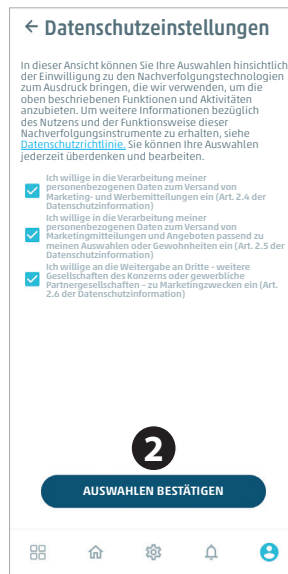 ← Datenschutzeinstellungen
In dieser Ansicht können Sie Ihre Auswahlen hinsichtlich
der Einwilligung zu den Nachverfolgungstechnologien
zum Ausdruck bringen, die wir verwenden, um die
oben beschriebenen Funktionen und Aktivitäten
anzubieten. Um weitere Informationen bezüglich
des Nutzens und der Funktionsweise dieser
Nachverfolgungsinstrumente zu erhalten, siehe
Datenschutzrichtlinie. Sie können Ihre Auswahlen
jederzeit überdenken und bearbeiten.
Ich willige in die Verarbeitung meiner
personenbezogenen Daten zum Versand von
Marketing- und Werbemitteilungen ein (Art. 2.4 der
Datenschutzinformation)
Ich willige in die Verarbeitung meiner
personenbezogenen Daten zum Versand von
Marketingmitteilungen und Angeboten passend zu
meinen Auswahlen oder Gewohnheiten ein (Art. 2.5 der
Datenschutzinformation)
Ich willige an die Weitergabe an Dritte - weitere
Gesellschaften des Konzerns oder gewerbliche
Partnergesellschaften - zu Marketingzwecken ein (Art.
2.6 der Datenschutzinformation)
2
AUSWAHLEN BESTÄTIGEN